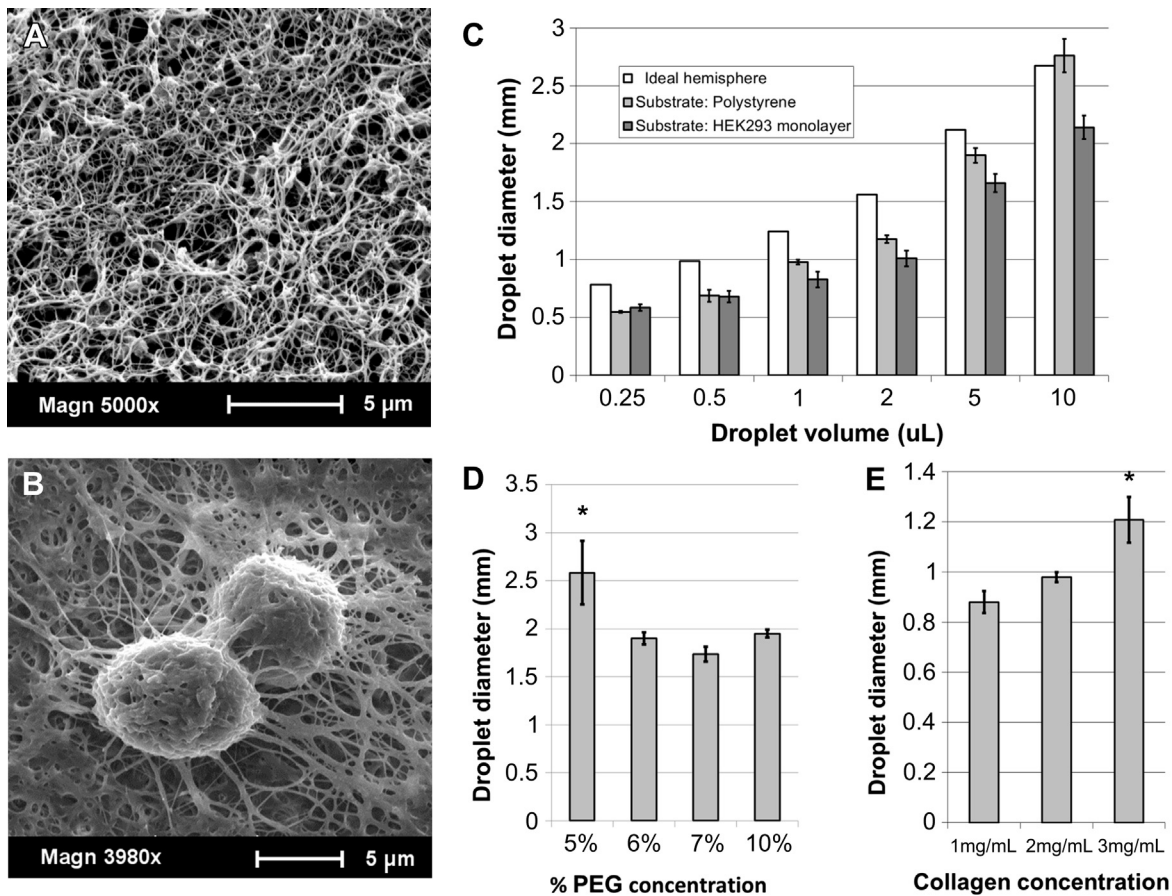 A
Magn 5000x 5 µm
B
Magn 3980x 5 µm
C
Droplet diameter (mm)
3
2.5
2
1.5
1
0.5
0
Ideal hemisphere
Substrate: Polystyrene
Substrate: HEK293 monolayer
0.25 0.5 1 2 5 10
Droplet volume (uL)
D
Droplet diameter (mm)
3.5
3
2.5
2
1.5
1
0.5
0
*
5% 6% 7% 10%
% PEG concentration
E
Droplet diameter (mm)
1.4
1.2
1
0.8
0.6
0.4
0.2
0
*
1mg/mL 2mg/mL 3mg/mL
Collagen concentration